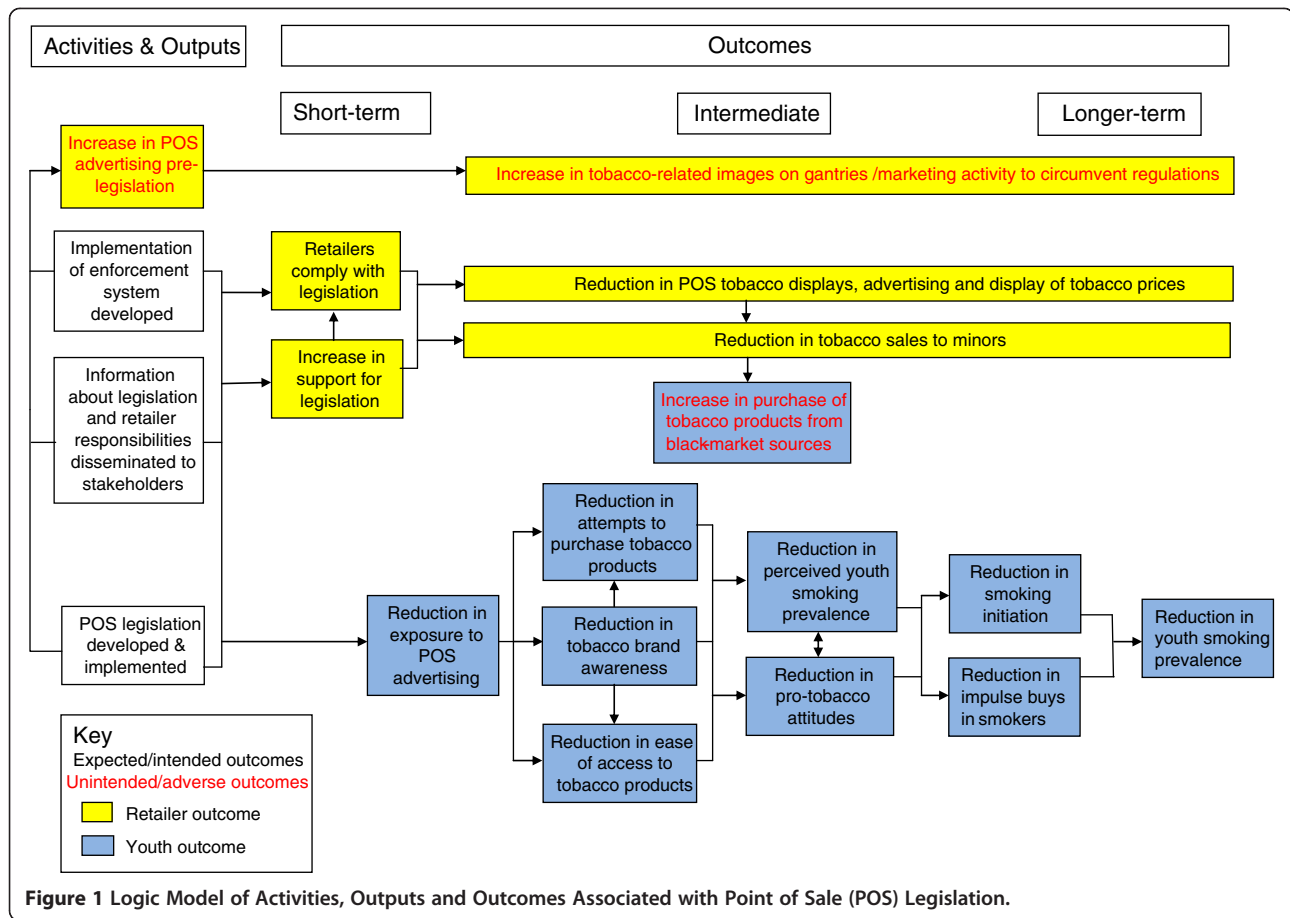 Activities & Outputs
Outcomes
Short-term
Intermediate
Longer-term
Increase in POS
advertising pre-
legislation
Increase in tobacco-related images on gantries /marketing activity to circumvent regulations
Implementation
of enforcement
system
developed
Retailers
comply with
legislation
Reduction in POS tobacco displays, advertising and display of tobacco prices
Increase in
support for
legislation
Reduction in tobacco sales to minors
Information
about legislation
and retailer
responsibilities
disseminated to
stakeholders
Increase in purchase of
tobacco products from
black-market sources
POS legislation
developed &
implemented
Reduction in
exposure to
POS
advertising
Reduction in
attempts to
purchase tobacco
products
Reduction in
tobacco brand
awareness
Reduction in ease
of access to
tobacco products
Reduction in
perceived youth
smoking
prevalence
Reduction in
pro-tobacco
attitudes
Reduction in
smoking
initiation
Reduction in
impulse buys
in smokers
Reduction in
youth smoking
prevalence
Key
Expected/intended outcomes
Unintended/adverse outcomes
Retailer outcome
Youth outcome
Figure 1 Logic Model of Activities, Outputs and Outcomes Associated with Point of Sale (POS) Legislation.